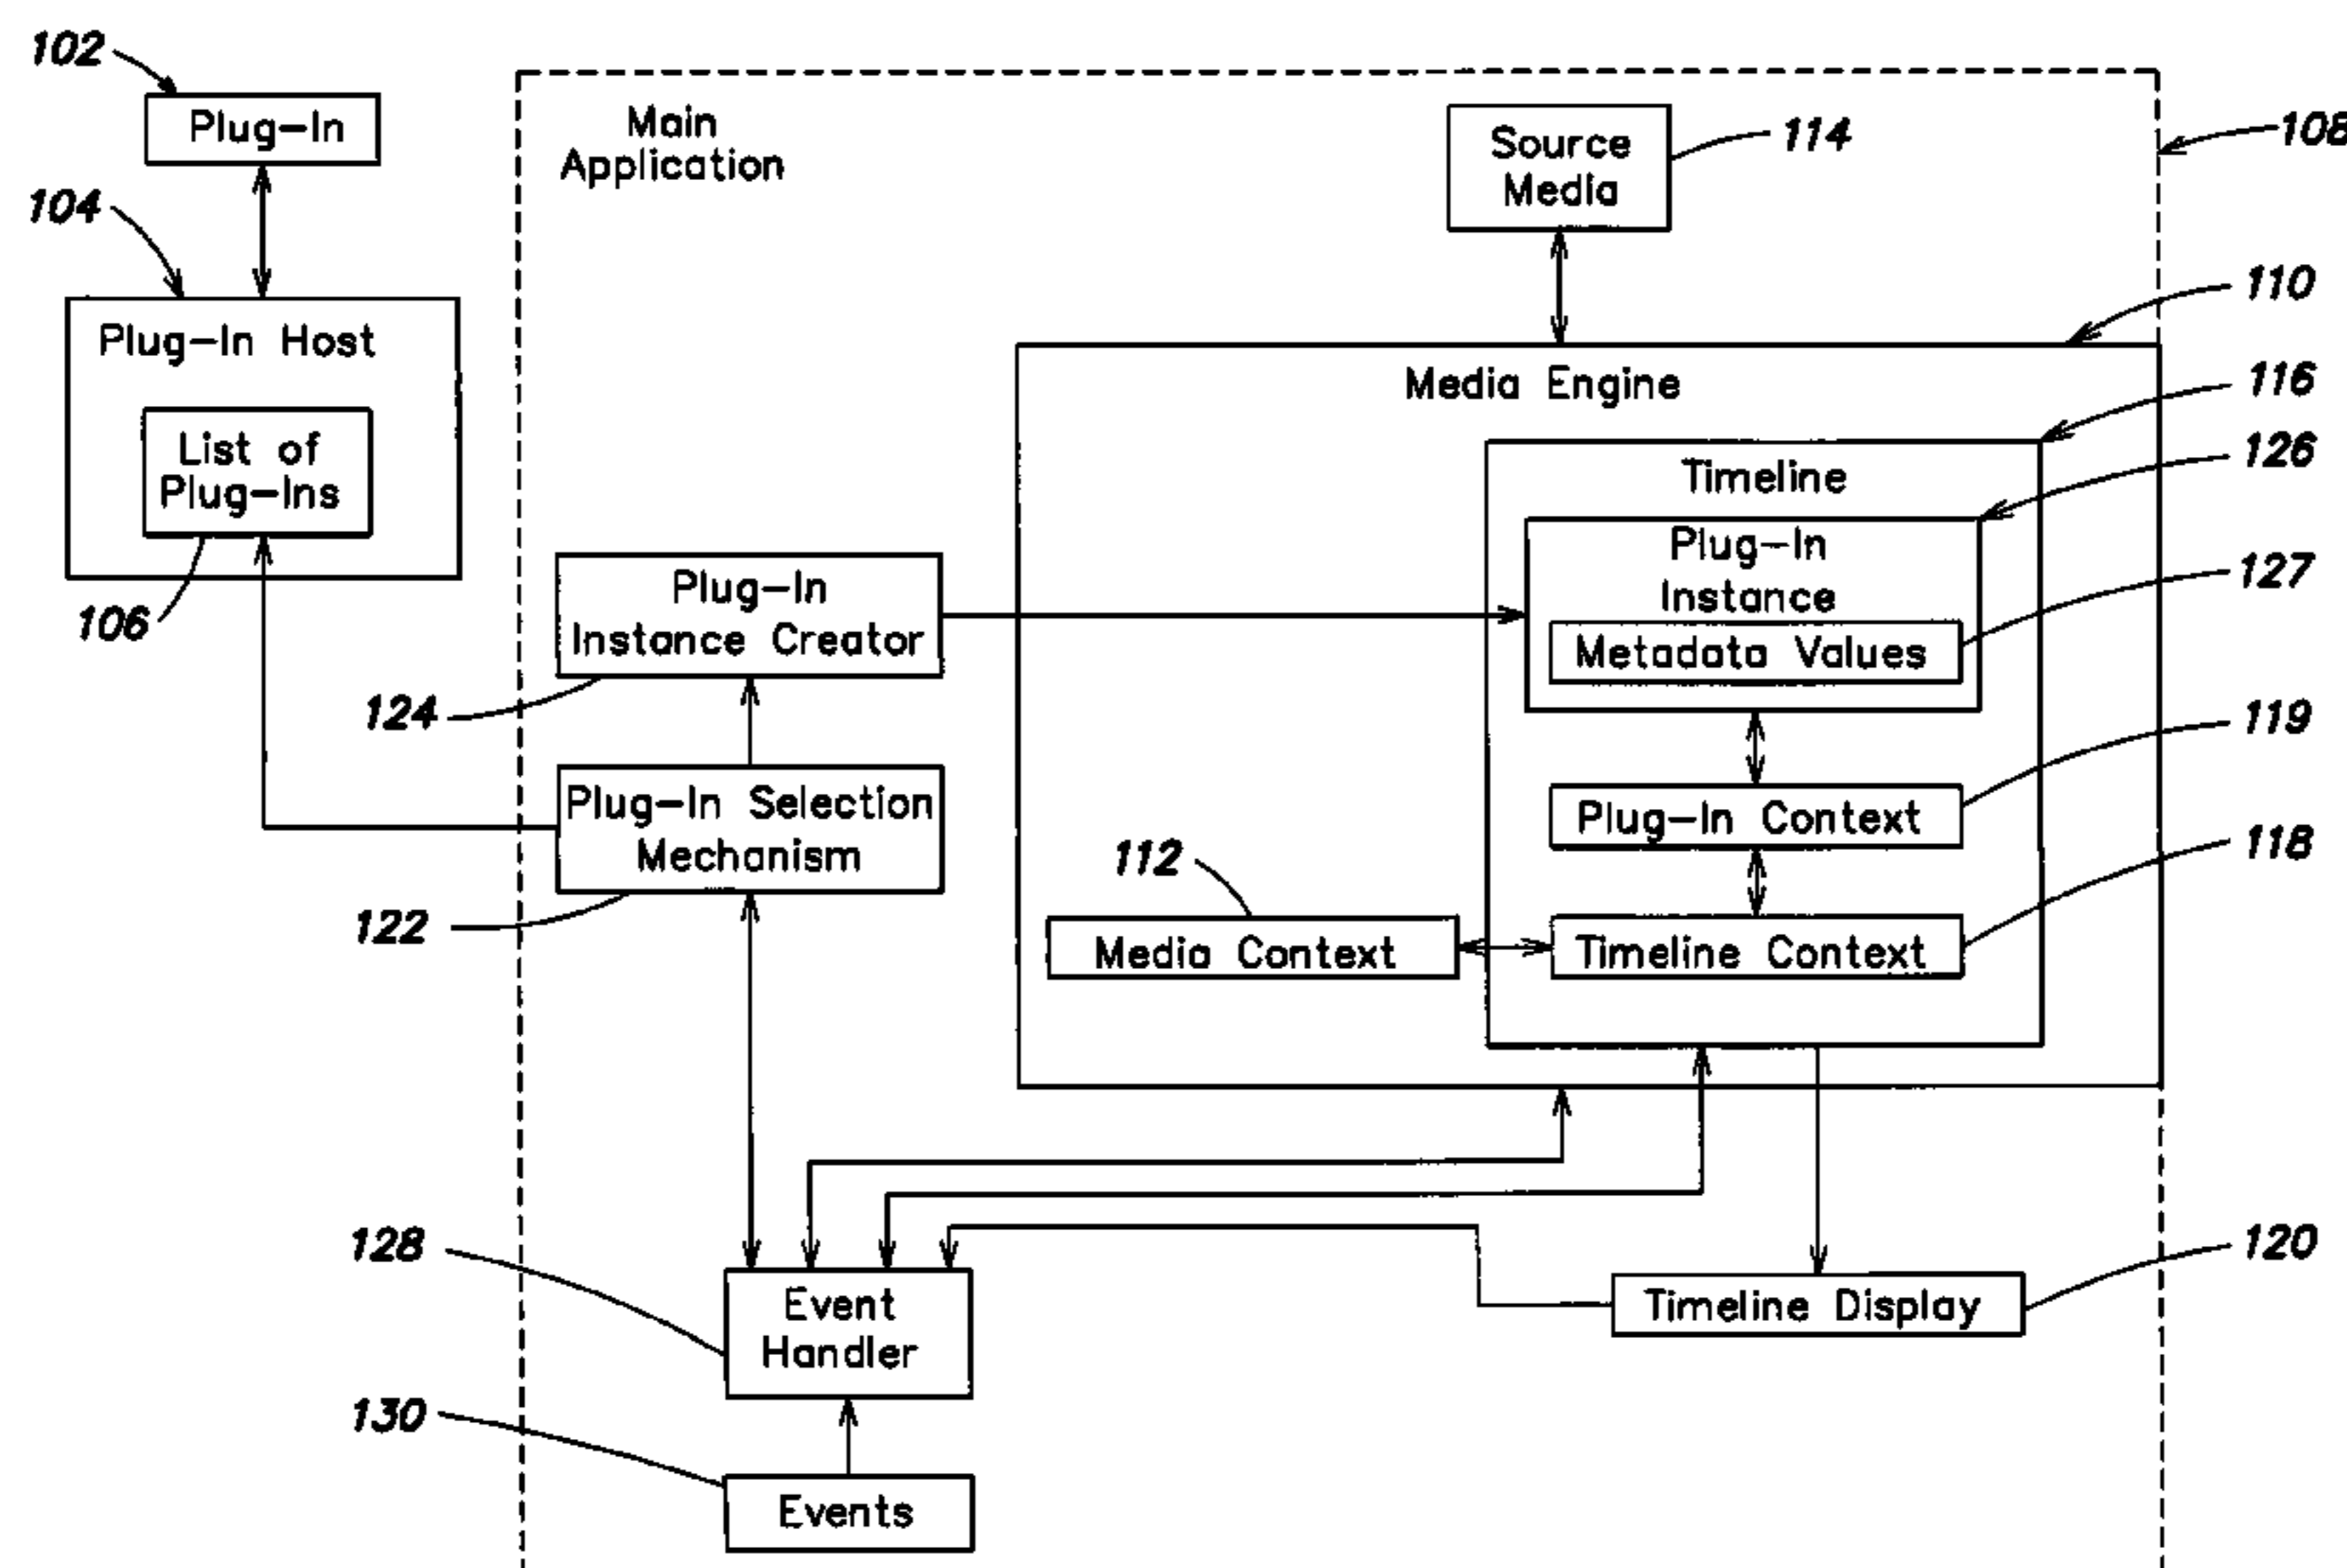 102
Plug-In
104
Plug-In Host
List of
Plug-Ins
106
Main
Application
Source
Media
114
108
110
Media Engine
116
Timeline
126
Plug-In
Instance
127
Metadata Values
Plug-In
Instance Creator
124
119
Plug-In Context
Plug-In Selection
Mechanism
122
112
118
Media Context
Timeline Context
128
Event
Handler
120
Timeline Display
130
Events